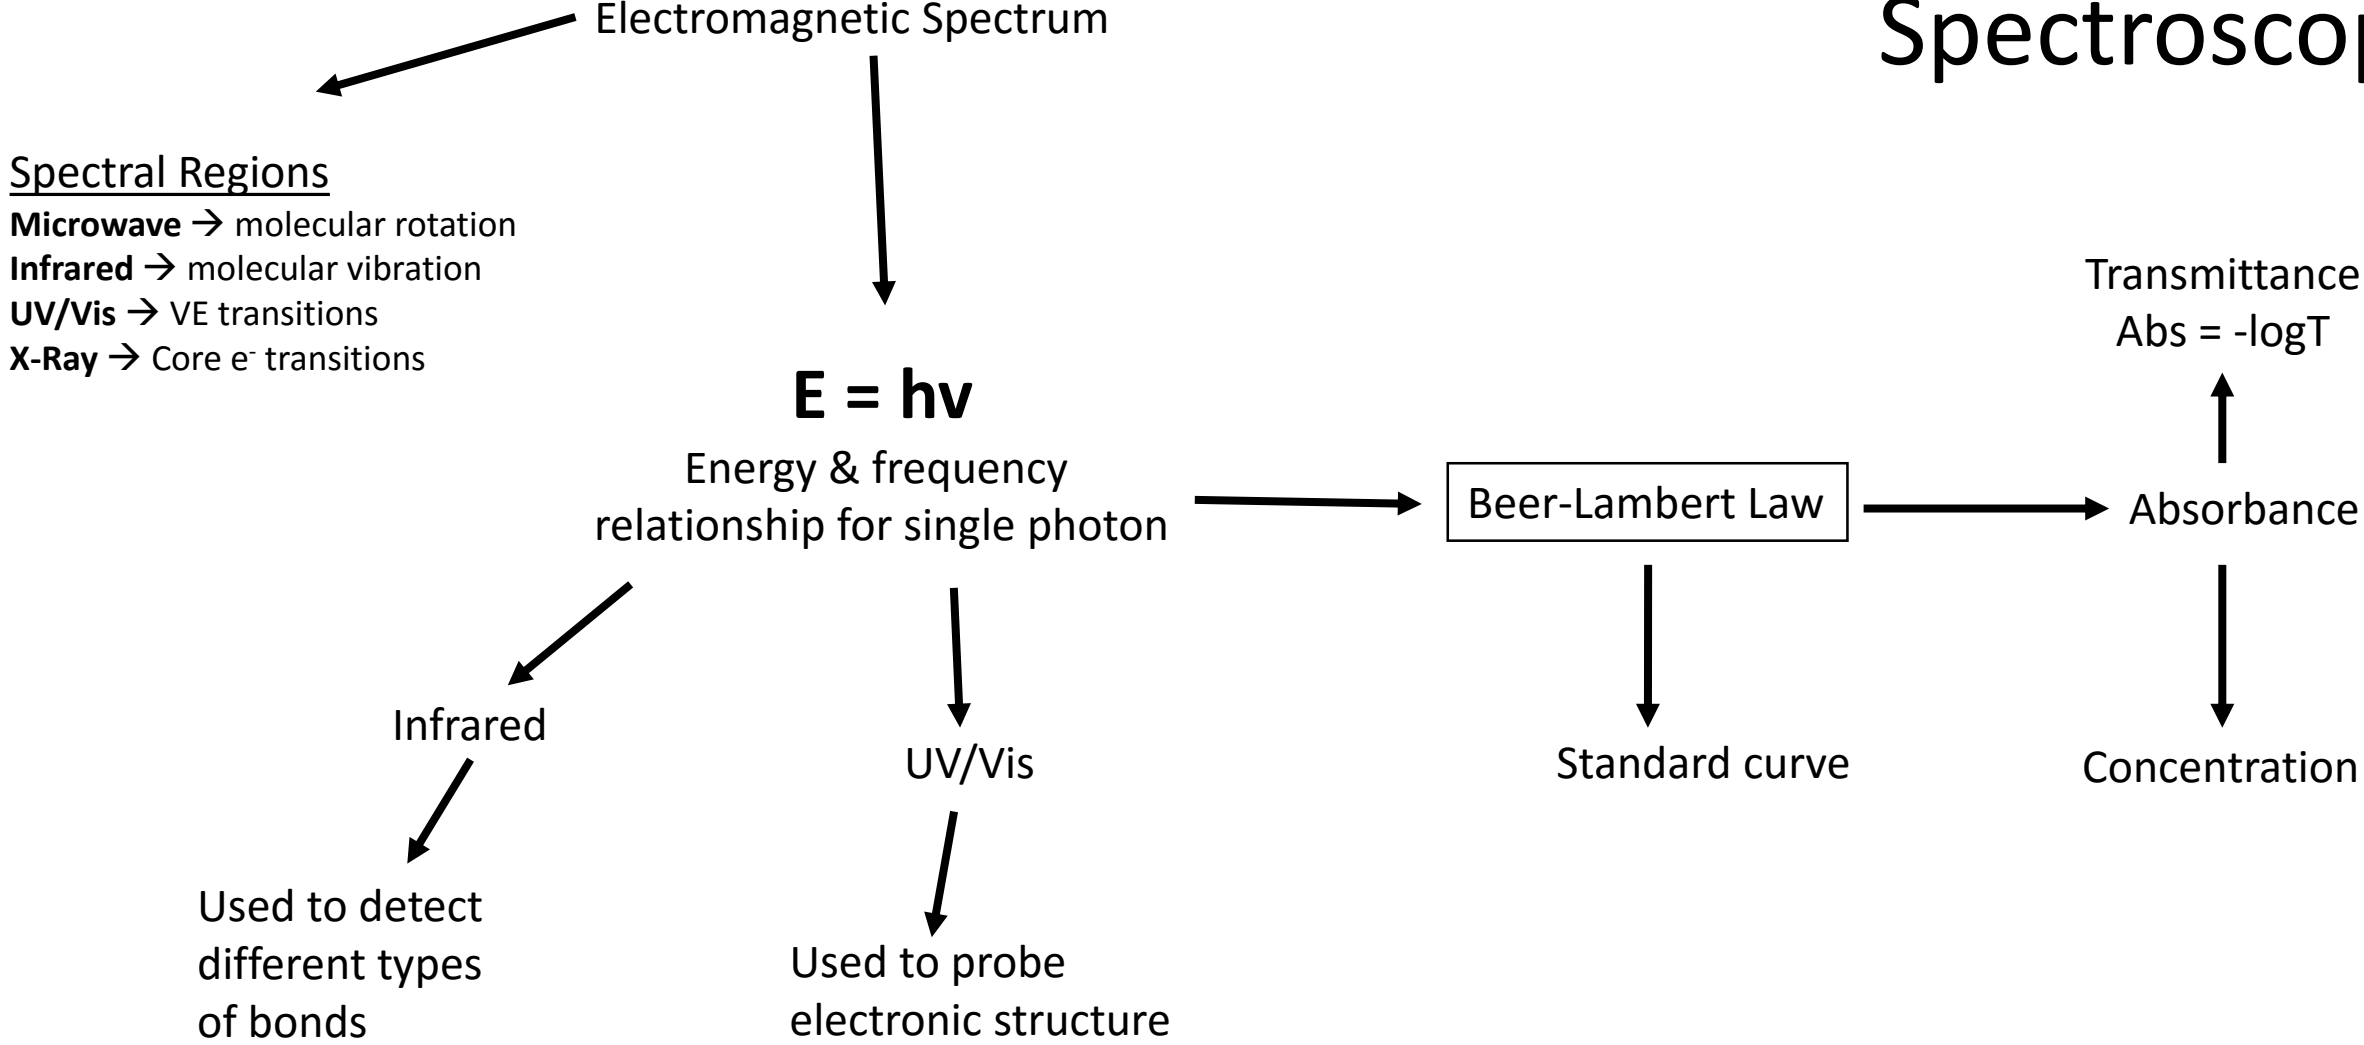 Electromagnetic Spectrum
Spectral Regions
Microwave → molecular rotation
Infrared → molecular vibration
UV/Vis → VE transitions
X-Ray → Core e⁻ transitions
E = hv
Energy & frequency
relationship for single photon
Beer-Lambert Law
Transmittance
Abs = -logT
Absorbance
Infrared
UV/Vis
Standard curve
Concentration
Used to detect
different types
of bonds
Used to probe
electronic structure